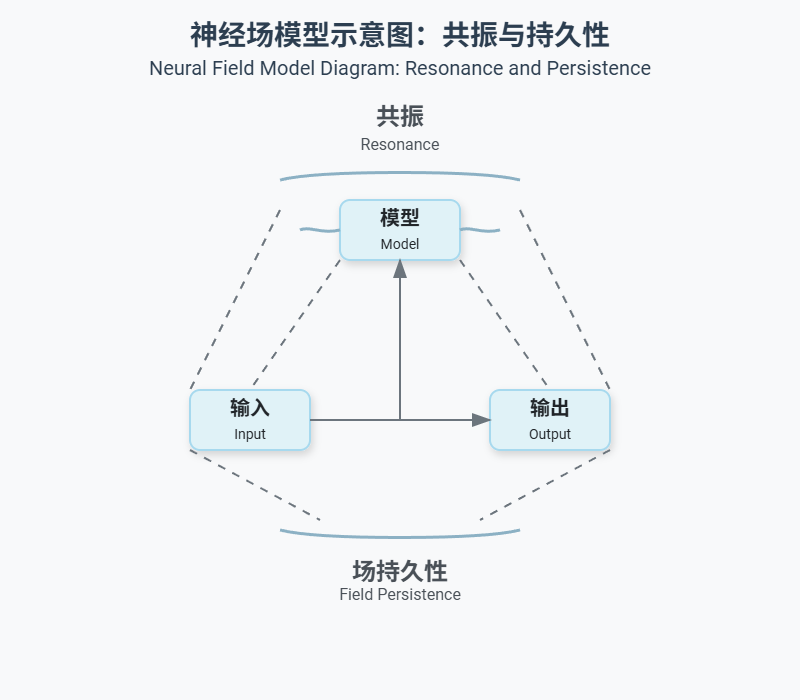 神经场模型示意图：共振与持久性
Neural Field Model Diagram: Resonance and Persistence
共振
Resonance
模型
Model
输入
Input
输出
Output
场持久性
Field Persistence